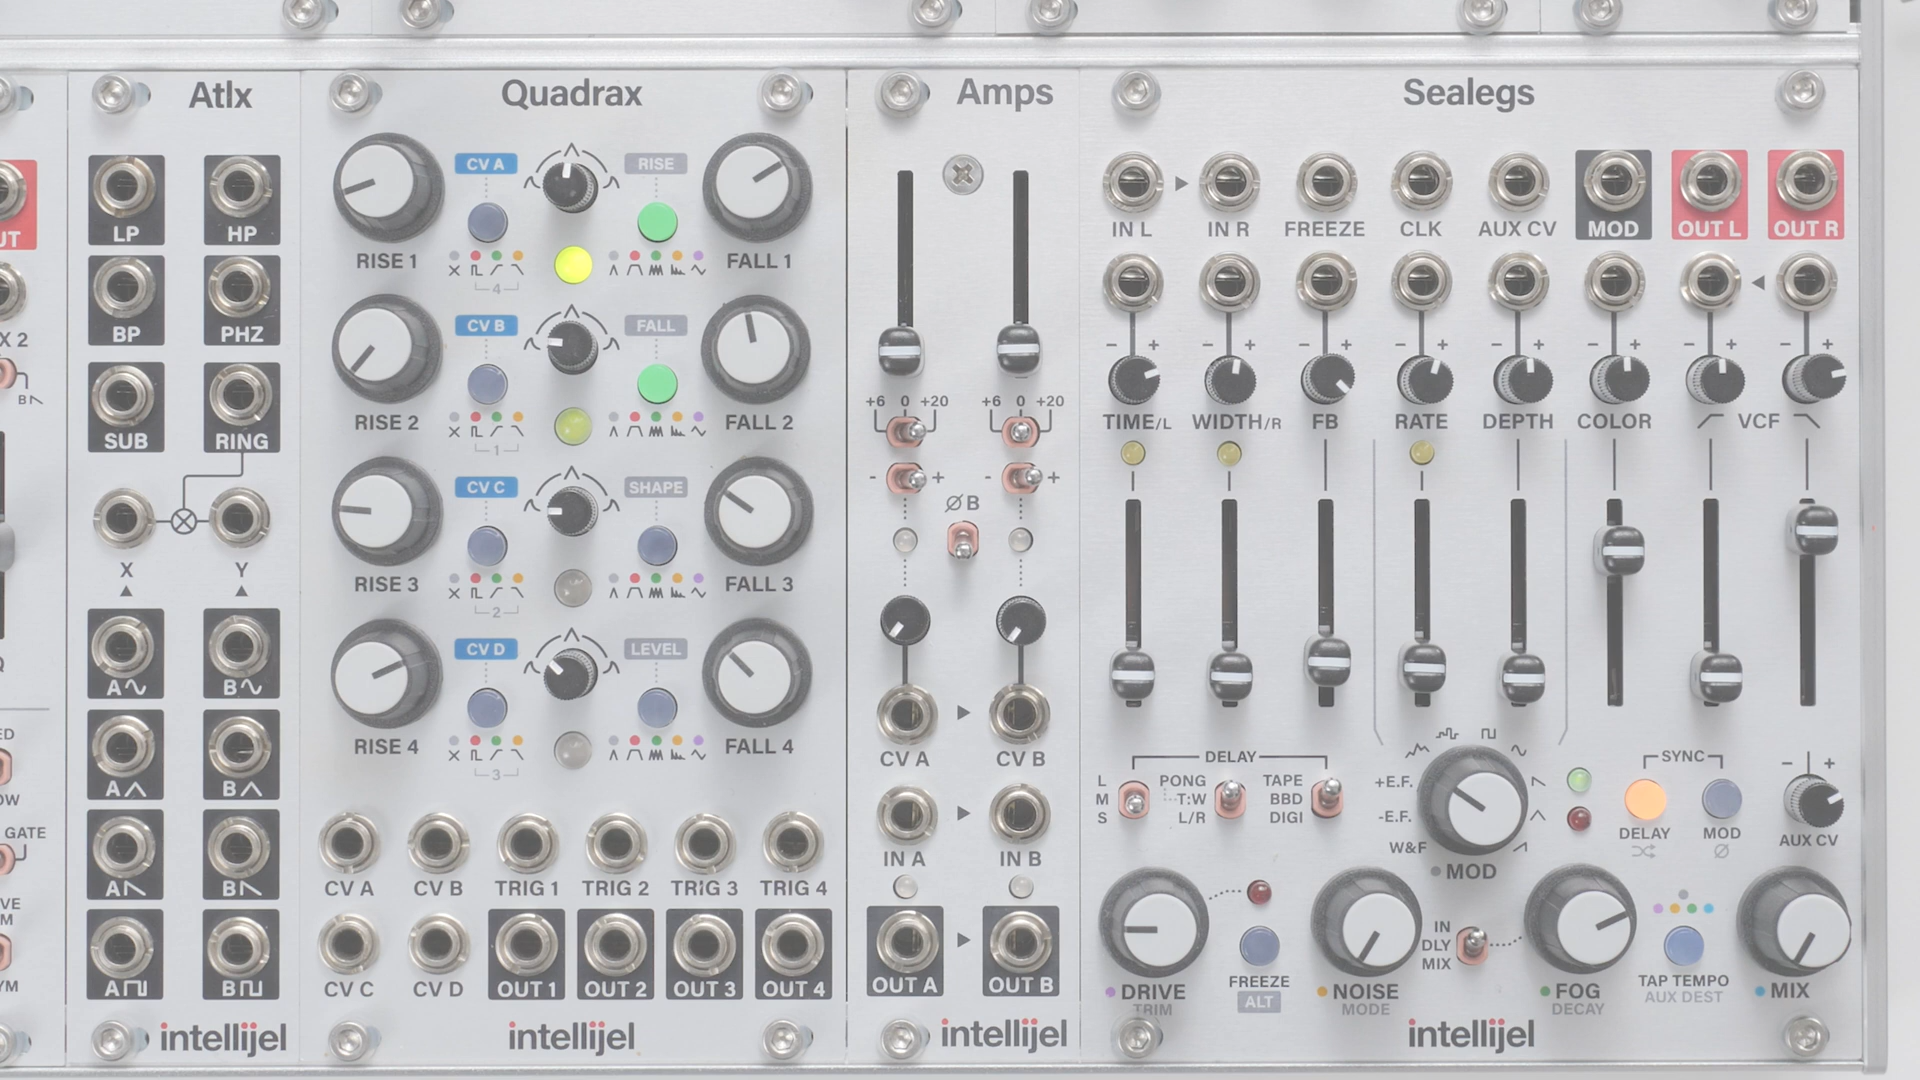 Atlx
LP
HP
BP
PHZ
SUB
RING
X
Y
A
B
A
B
A
B
A
B
intellijel
Quadrax
CV A
RISE
RISE 1
FALL 1
4
CV B
FALL
RISE 2
FALL 2
1
CV C
SHAPE
RISE 3
FALL 3
2
CV D
LEVEL
RISE 4
FALL 4
3
CV A
CV B
TRIG 1
TRIG 2
TRIG 3
TRIG 4
CV C
CV D
OUT 1
OUT 2
OUT 3
OUT 4
intellijel
Amps
+6 0 +20
+6 0 +20
- +
- +
Ø B
CV A
CV B
IN A
IN B
OUT A
OUT B
intellijel
Sealegs
IN L
IN R
FREEZE
CLK
AUX CV
MOD
OUT L
OUT R
- +
- +
- +
- +
- +
- +
- +
- +
TIME/L
WIDTH/R
FB
RATE
DEPTH
COLOR
VCF
DELAY
L
M
S
PONG
T:W
L/R
TAPE
BBD
DIGI
+E.F.
-E.F.
W&F
MOD
SYNC
DELAY
MOD
Ø
- +
AUX CV
DRIVE
TRIM
FREEZE
ALT
NOISE
MODE
IN
DLY
MIX
FOG
DECAY
TAP TEMPO
AUX DEST
MIX
intellijel